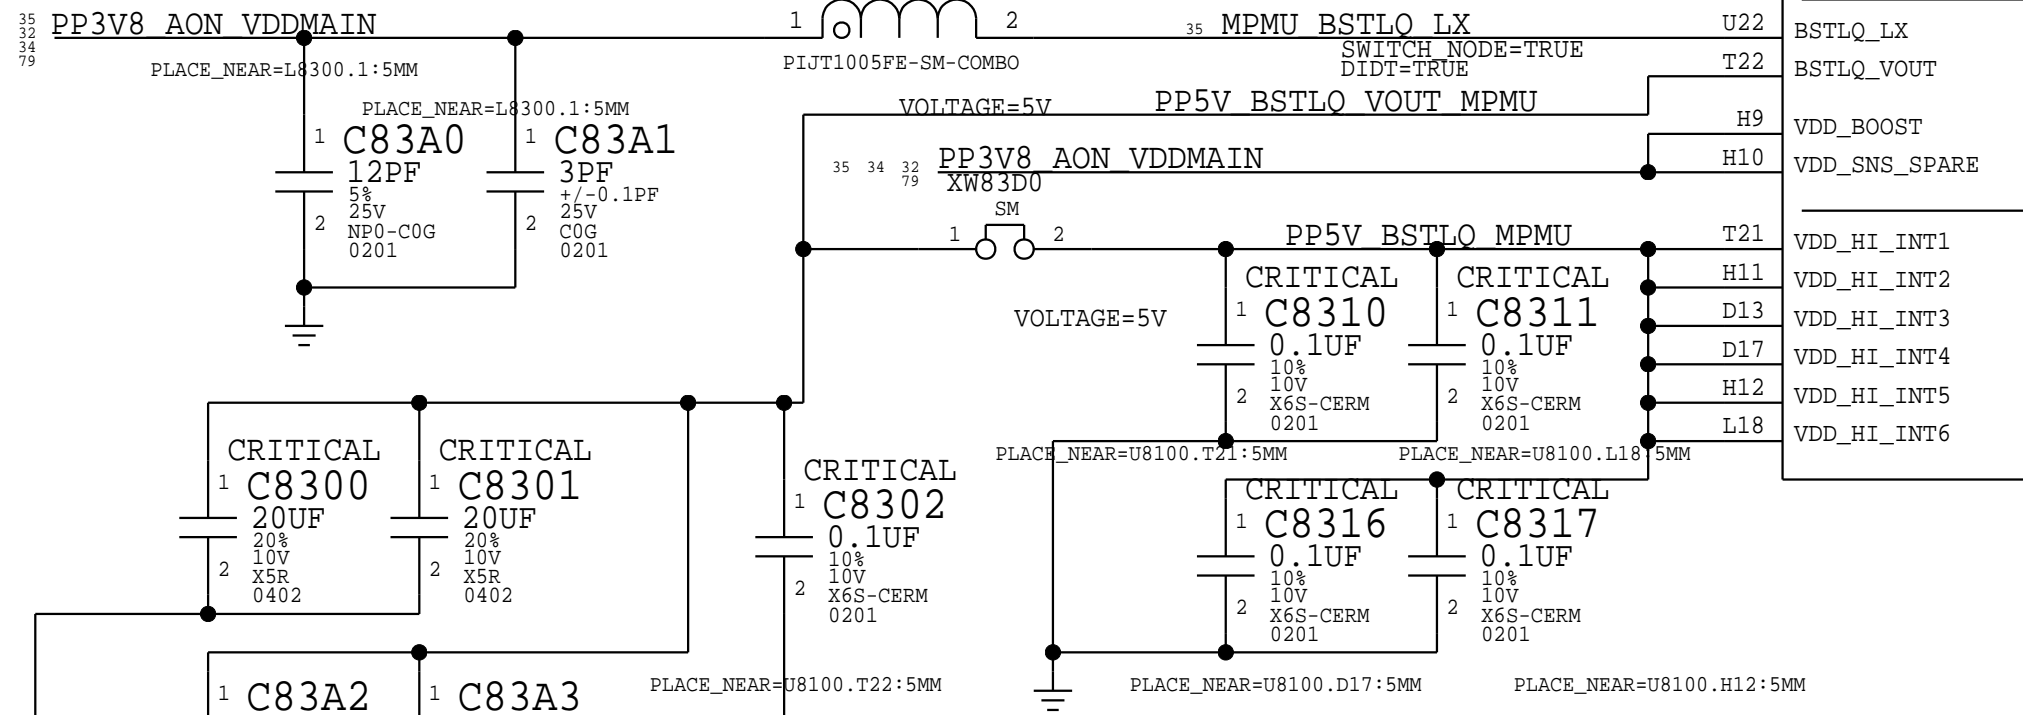 35
32
34
79
PP3V8_AON_VDDMAIN
PLACE_NEAR=L8300.1:5MM
PLACE_NEAR=L8300.1:5MM
1
C83A0
12PF
5%
25V
NP0-C0G
0201
2
1
C83A1
3PF
+/-0.1PF
25V
C0G
0201
2
1
2
PIJT1005FE-SM-COMBO
35
MPMU_BSTLQ_LX
SWITCH_NODE=TRUE
DIDT=TRUE
VOLTAGE=5V
PP5V_BSTLQ_VOUT_MPMU
35 34 32
79
PP3V8_AON_VDDMAIN
XW83D0
SM
1
2
PP5V_BSTLQ_MPMU
VOLTAGE=5V
U22 BSTLQ_LX
T22 BSTLQ_VOUT
H9 VDD_BOOST
H10 VDD_SNS_SPARE
T21 VDD_HI_INT1
H11 VDD_HI_INT2
D13 VDD_HI_INT3
D17 VDD_HI_INT4
H12 VDD_HI_INT5
L18 VDD_HI_INT6
CRITICAL
1
C8310
0.1UF
10%
10V
X6S-CERM
0201
2
PLACE_NEAR=U8100.T21:5MM
CRITICAL
1
C8311
0.1UF
10%
10V
X6S-CERM
0201
2
PLACE_NEAR=U8100.L18:5MM
CRITICAL
1
C8300
20UF
20%
10V
X5R
0402
2
CRITICAL
1
C8301
20UF
20%
10V
X5R
0402
2
CRITICAL
1
C8302
0.1UF
10%
10V
X6S-CERM
0201
2
PLACE_NEAR=U8100.T22:5MM
CRITICAL
1
C8316
0.1UF
10%
10V
X6S-CERM
0201
2
PLACE_NEAR=U8100.D17:5MM
CRITICAL
1
C8317
0.1UF
10%
10V
X6S-CERM
0201
2
PLACE_NEAR=U8100.H12:5MM
1
C83A2
1
C83A3